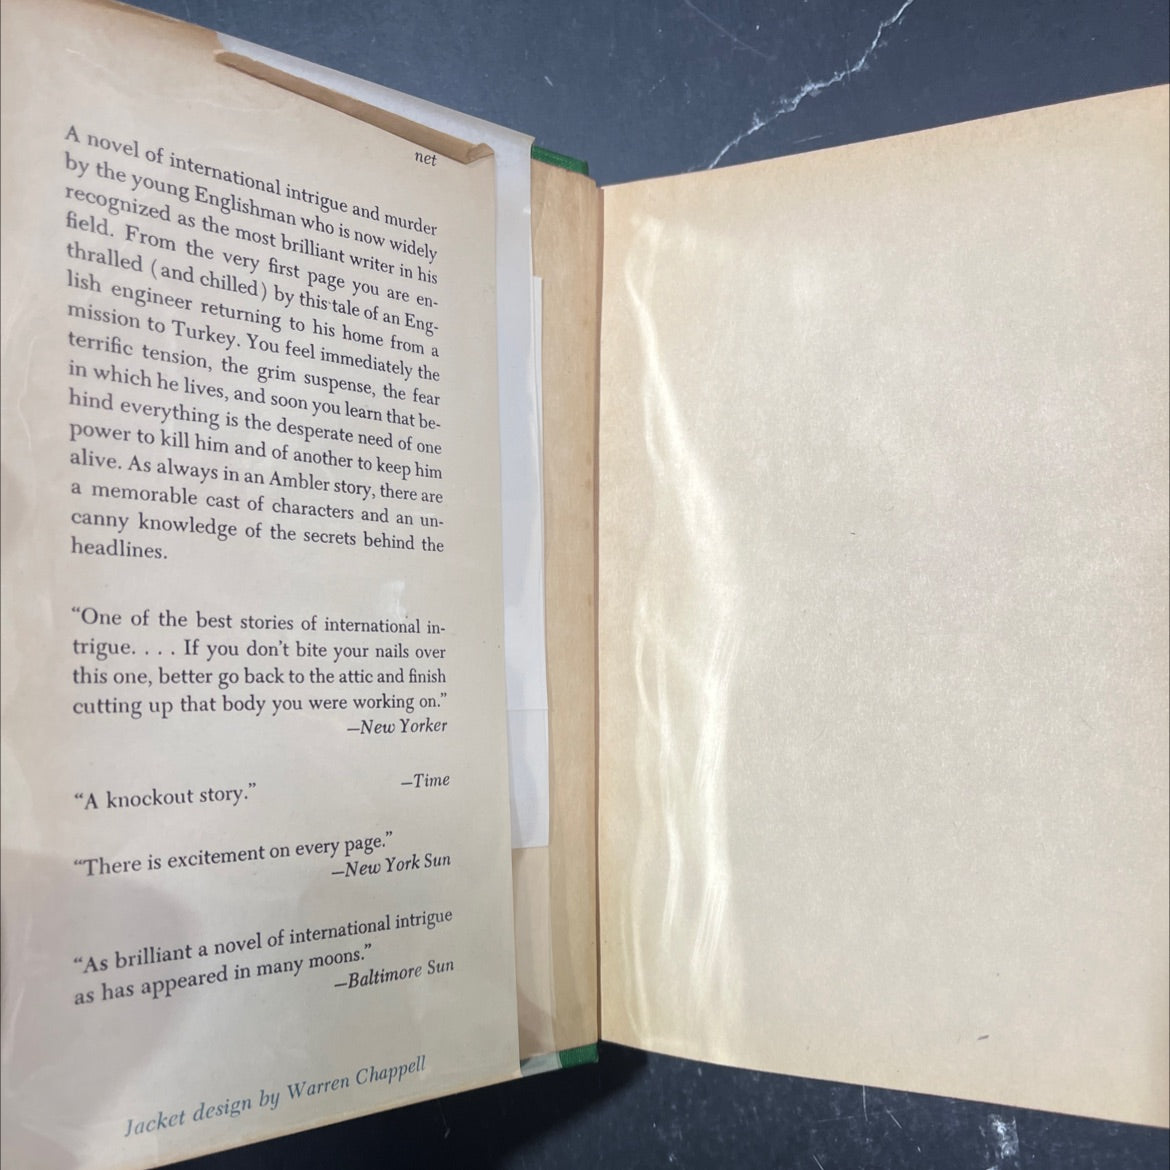 net
A novel of international intrigue and murder
by the young Englishman who is now widely
recognized as the most brilliant writer in his
field. From the very first page you are en-
thralled (and chilled) by this tale of an Eng-
lish engineer returning to his home from a
mission to Turkey. You feel immediately the
terrific tension, the grim suspense, the fear
in which he lives, and soon you learn that be-
hind everything is the desperate need of one
power to kill him and of another to keep him
alive. As always in an Ambler story, there are
a memorable cast of characters and an un-
canny knowledge of the secrets behind the
headlines.
“One of the best stories of international in-
trigue. . . . If you don’t bite your nails over
this one, better go back to the attic and finish
cutting up that body you were working on.”
—New Yorker
“A knockout story.” —Time
“There is excitement on every page.”
—New York Sun
“As brilliant a novel of international intrigue
as has appeared in many moons.”
—Baltimore Sun
Jacket design by Warren Chappell